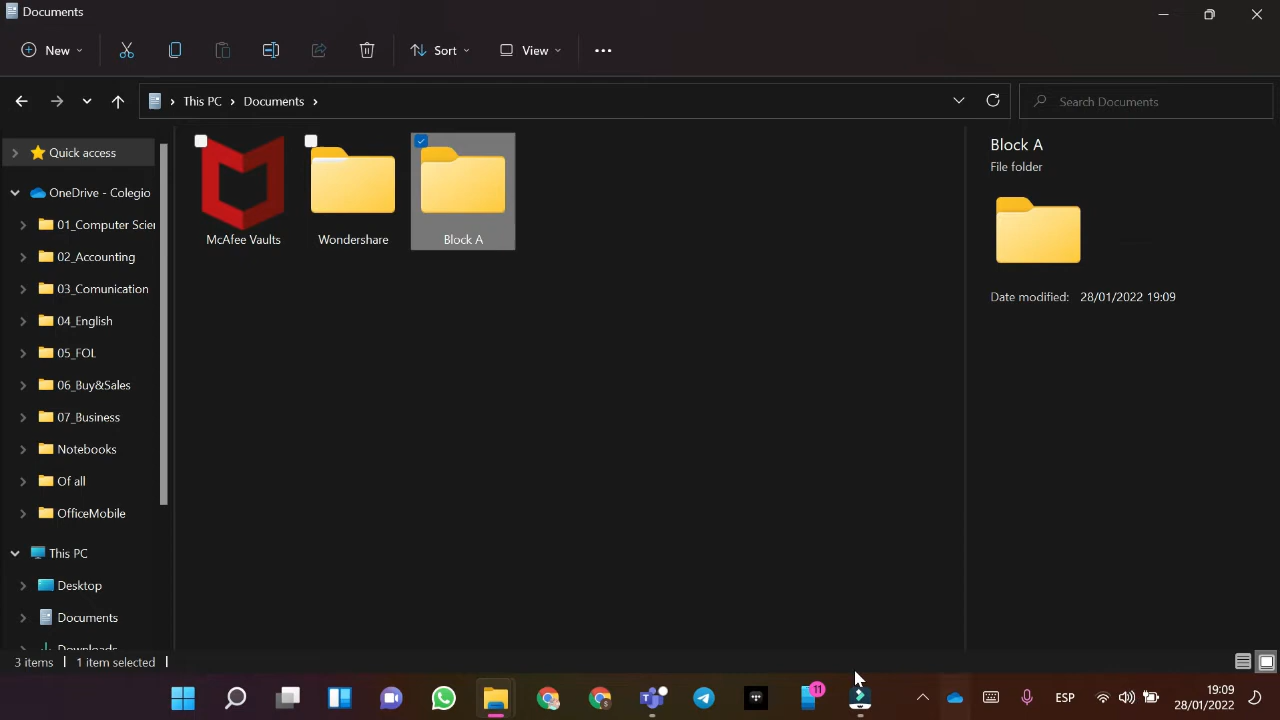 Documents
New
Sort
View
This PC
Documents
Search Documents
Quick access
OneDrive - Colegio
01_Computer Scien
02_Accounting
03_Comunication
04_English
05_FOL
06_Buy&Sales
07_Business
Notebooks
Of all
OfficeMobile
This PC
Desktop
Documents
Downloads
McAfee Vaults
Wondershare
Block A
Block A
File folder
Date modified: 28/01/2022 19:09
3 items
1 item selected
11
ESP
19:09
28/01/2022